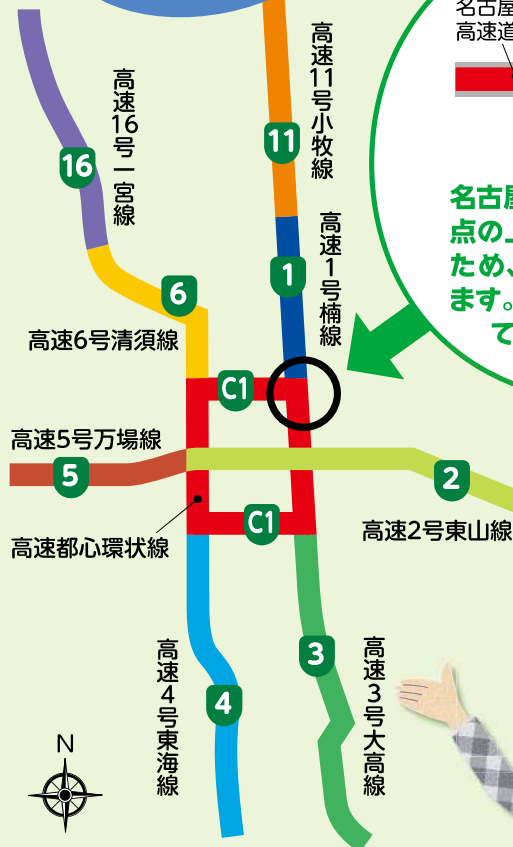 名古屋
高速道
高速11号小牧線
高速16号一宮線
11
16
名古屋
点の上
ため、
ます。
て
高速1号楠線
1
6
高速6号清須線
C1
高速5号万場線
5
2
C1
高速2号東山線
高速都心環状線
高速4号東海線
3
高速3号大高線
4
N